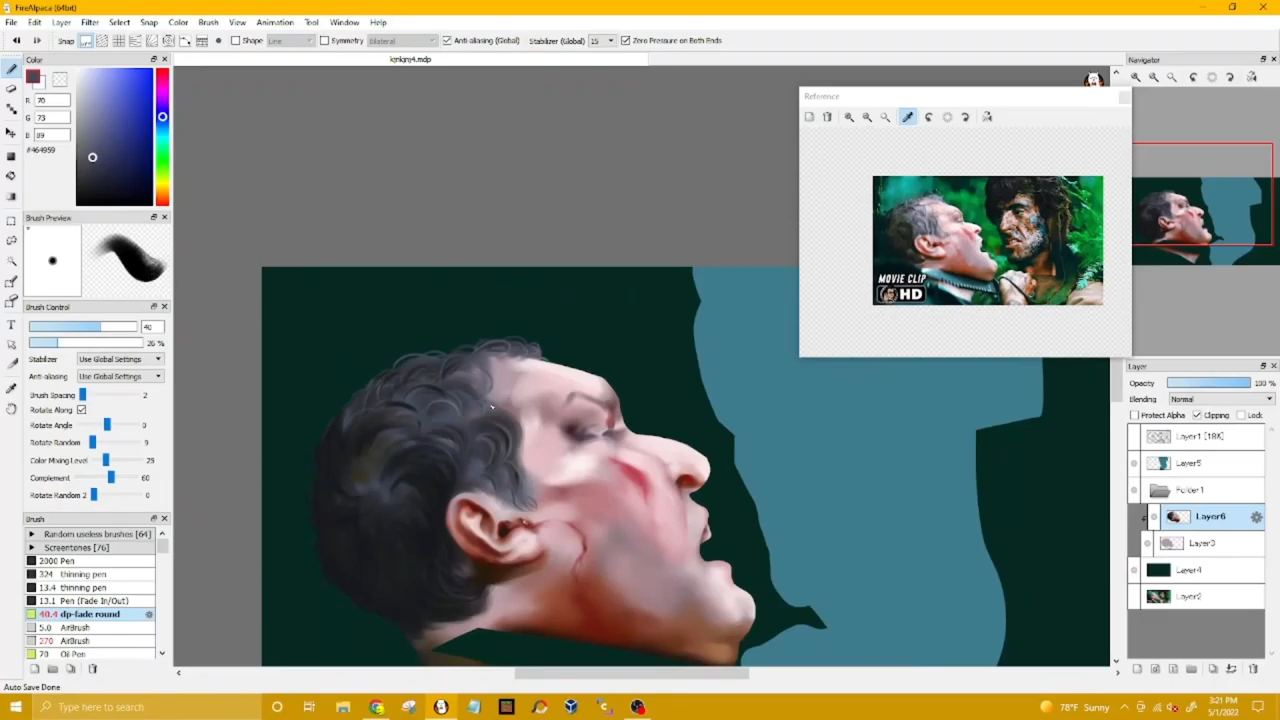 FireAlpaca (64bit)
File Edit Layer Filter Select Snap Color Brush View Animation Tool Window Help
Snap Shape Line Symmetry Bilateral Anti-aliasing (Global) Stabilizer (Global) 15 Zero Pressure on Both Ends
Color
R 70
G 73
B 89
#464959
Brush Preview
Brush Control
40
26 %
Stabilizer Use Global Settings
Anti-aliasing Use Global Settings
Brush Spacing 2
Rotate Along
Rotate Angle 0
Rotate Random 9
Color Mixing Level 29
Complement 60
Rotate Random 2 0
Brush
Random useless brushes [64]
Screentones [76]
2000 Pen
324 thinning pen
13.4 thinning pen
13.1 Pen (Fade In/Out)
40.4 dp-fade round
5.0 AirBrush
270 AirBrush
70 Oil Pen
Auto Save Done
Reference
MOVIE CLIP
HD
Navigator
Layer
Opacity 100 %
Blending Normal
Protect Alpha Clipping Lock
Layer1 [18X]
Layer5
Folder1
Layer6
Layer3
Layer4
Layer2
Type here to search
78°F Sunny
3:21 PM
5/1/2022